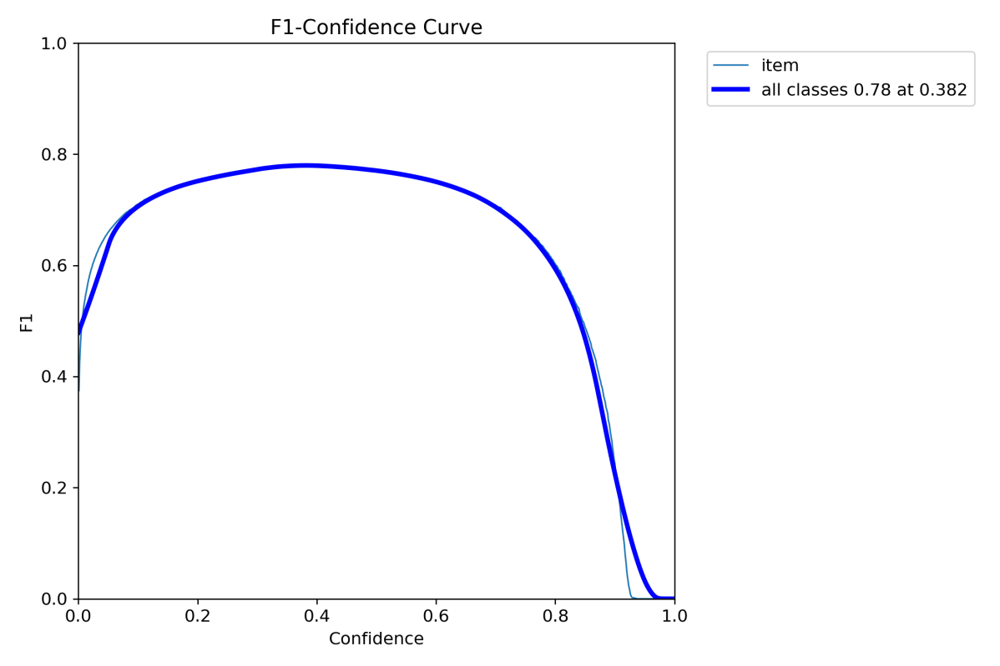 F1-Confidence Curve
item
all classes 0.78 at 0.382
F1
1.0
0.8
0.6
0.4
0.2
0.0
0.0 0.2 0.4 0.6 0.8 1.0
Confidence